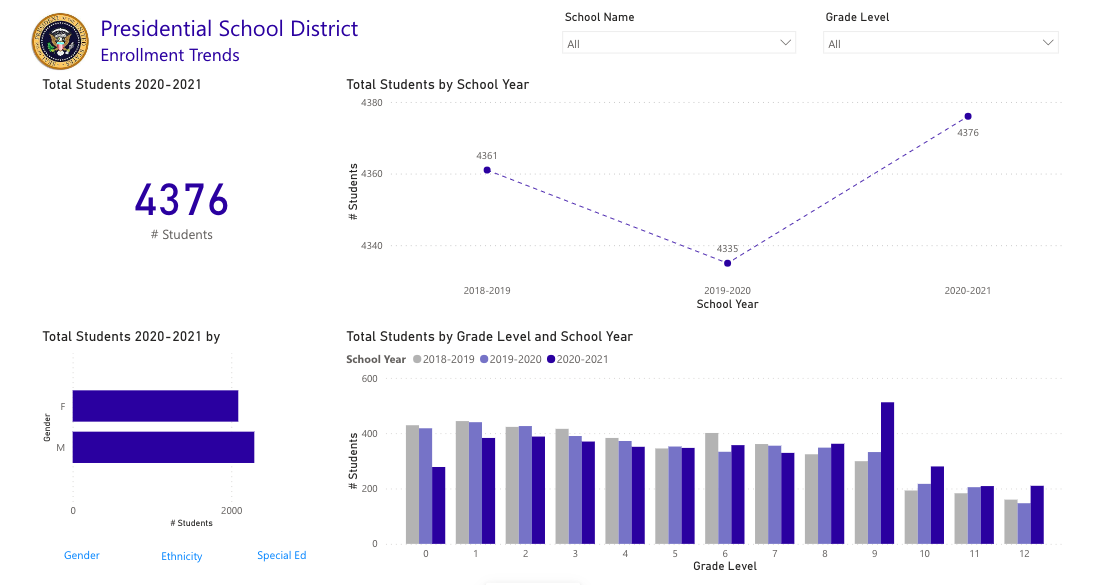 Presidential School District
Enrollment Trends
School Name
All
Grade Level
All
Total Students 2020-2021
4376
# Students
Total Students by School Year
4380
4360
4340
# Students
4361
4335
4376
2018-2019
2019-2020
2020-2021
School Year
Total Students 2020-2021 by
Gender
F
M
0
2000
# Students
Gender
Ethnicity
Special Ed
Total Students by Grade Level and School Year
School Year 2018-2019 2019-2020 2020-2021
600
400
200
0
# Students
0 1 2 3 4 5 6 7 8 9 10 11 12
Grade Level